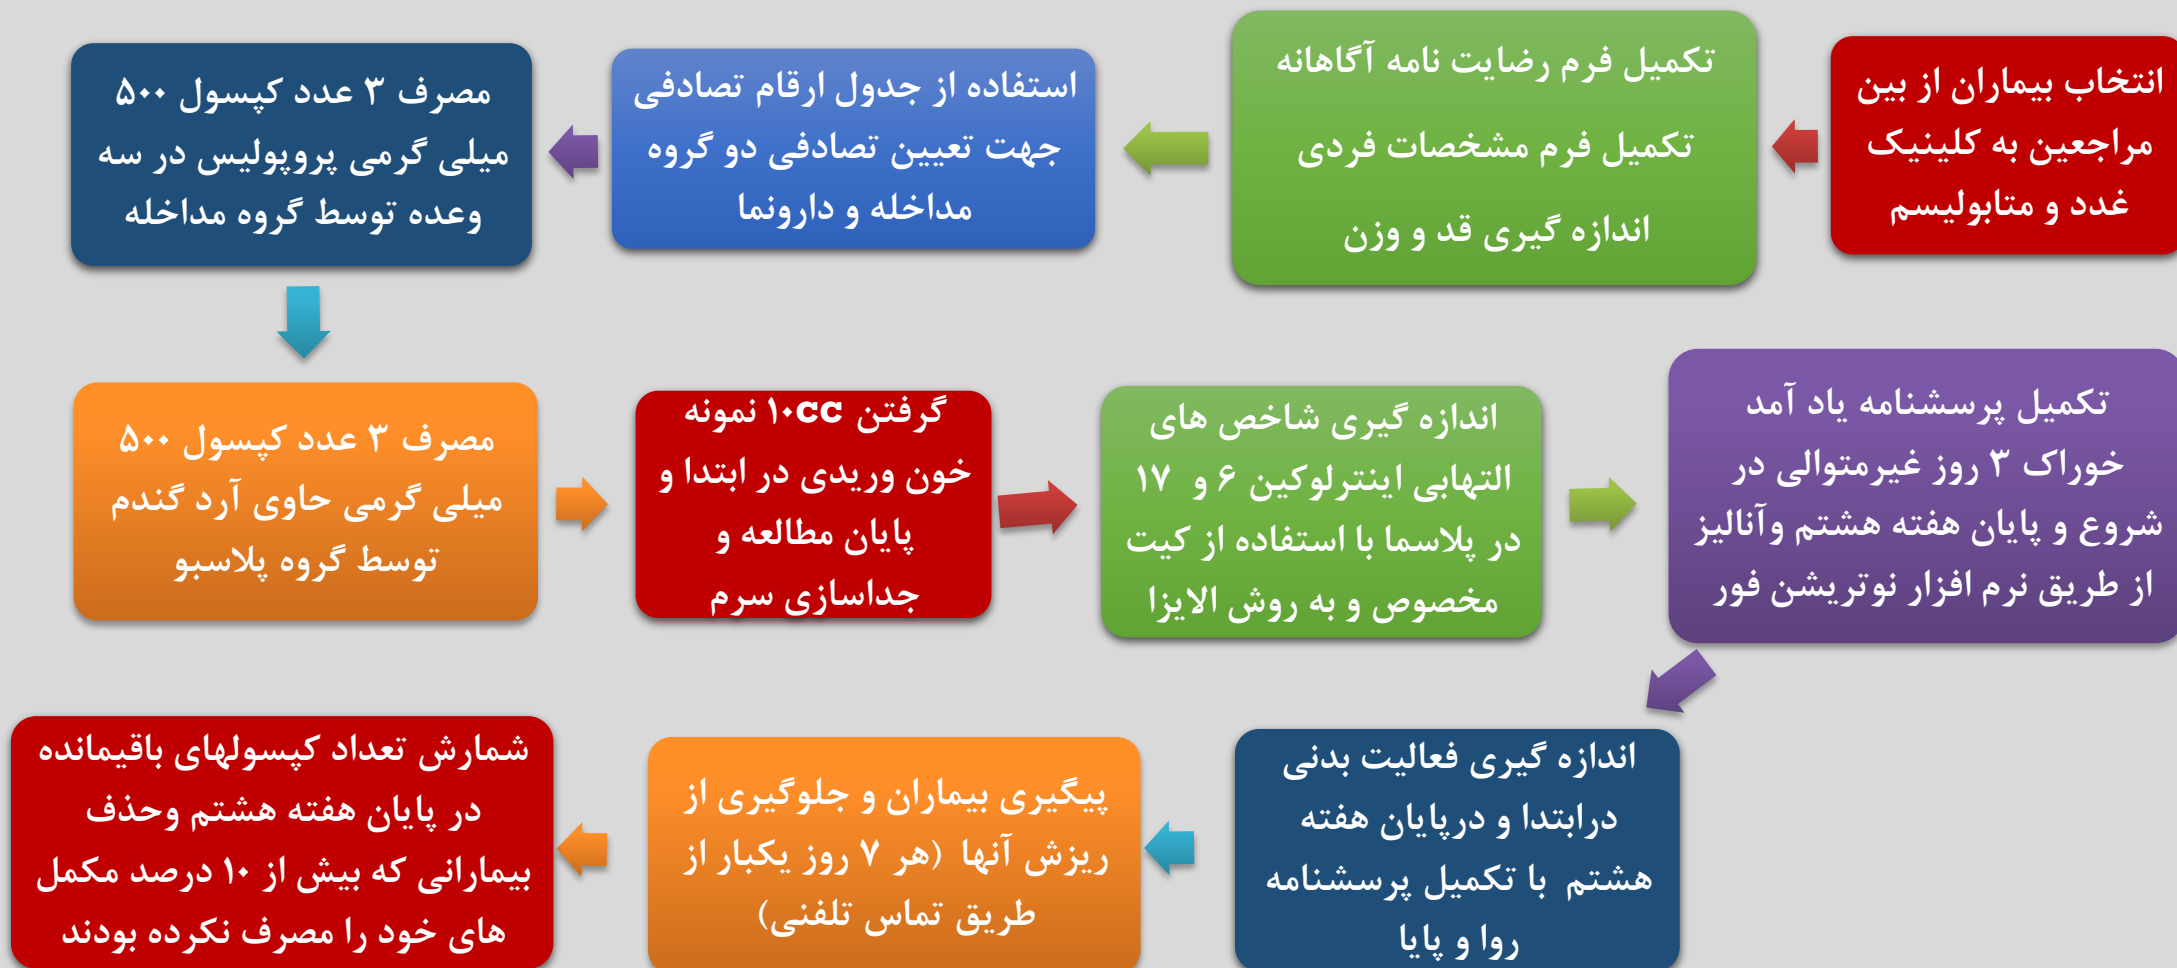 انتخاب بیماران از بین
مراجعین به کلینیک
غدد و متابولیسم
تکمیل فرم رضایت نامه آگاهانه
تکمیل فرم مشخصات فردی
اندازه گیری قد و وزن
استفاده از جدول ارقام تصادفی
جهت تعیین تصادفی دو گروه
مداخله و دارونما
مصرف ۳ عدد کپسول ۵۰۰
میلی گرمی پروپولیس در سه
وعده توسط گروه مداخله
مصرف ۳ عدد کپسول ۵۰۰
میلی گرمی حاوی آرد گندم
توسط گروه پلاسبو
گرفتن ۱۰cc نمونه
خون وریدی در ابتدا و
پایان مطالعه و
جداسازی سرم
اندازه گیری شاخص های
التهابی اینترلوکین ۶ و ۱۷
در پلاسما با استفاده از کیت
مخصوص و به روش الایزا
تکمیل پرسشنامه یاد آمد
خوراک ۳ روز غیرمتوالی در
شروع و پایان هفته هشتم وآنالیز
از طریق نرم افزار نوتریشن فور
اندازه گیری فعالیت بدنی
درابتدا و درپایان هفته
هشتم با تکمیل پرسشنامه
روا و پایا
پیگیری بیماران و جلوگیری از
ریزش آنها (هر ۷ روز یکبار از
طریق تماس تلفنی)
شمارش تعداد کپسولهای باقیمانده
در پایان هفته هشتم وحذف
بیمارانی که بیش از ۱۰ درصد مکمل
های خود را مصرف نکرده بودند